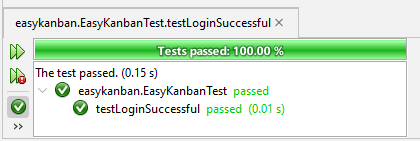 easykanban.EasyKanbanTest.testLoginSuccessful
Tests passed: 100.00 %
The test passed. (0.15 s)
easykanban.EasyKanbanTest passed
testLoginSuccessful passed (0.01 s)